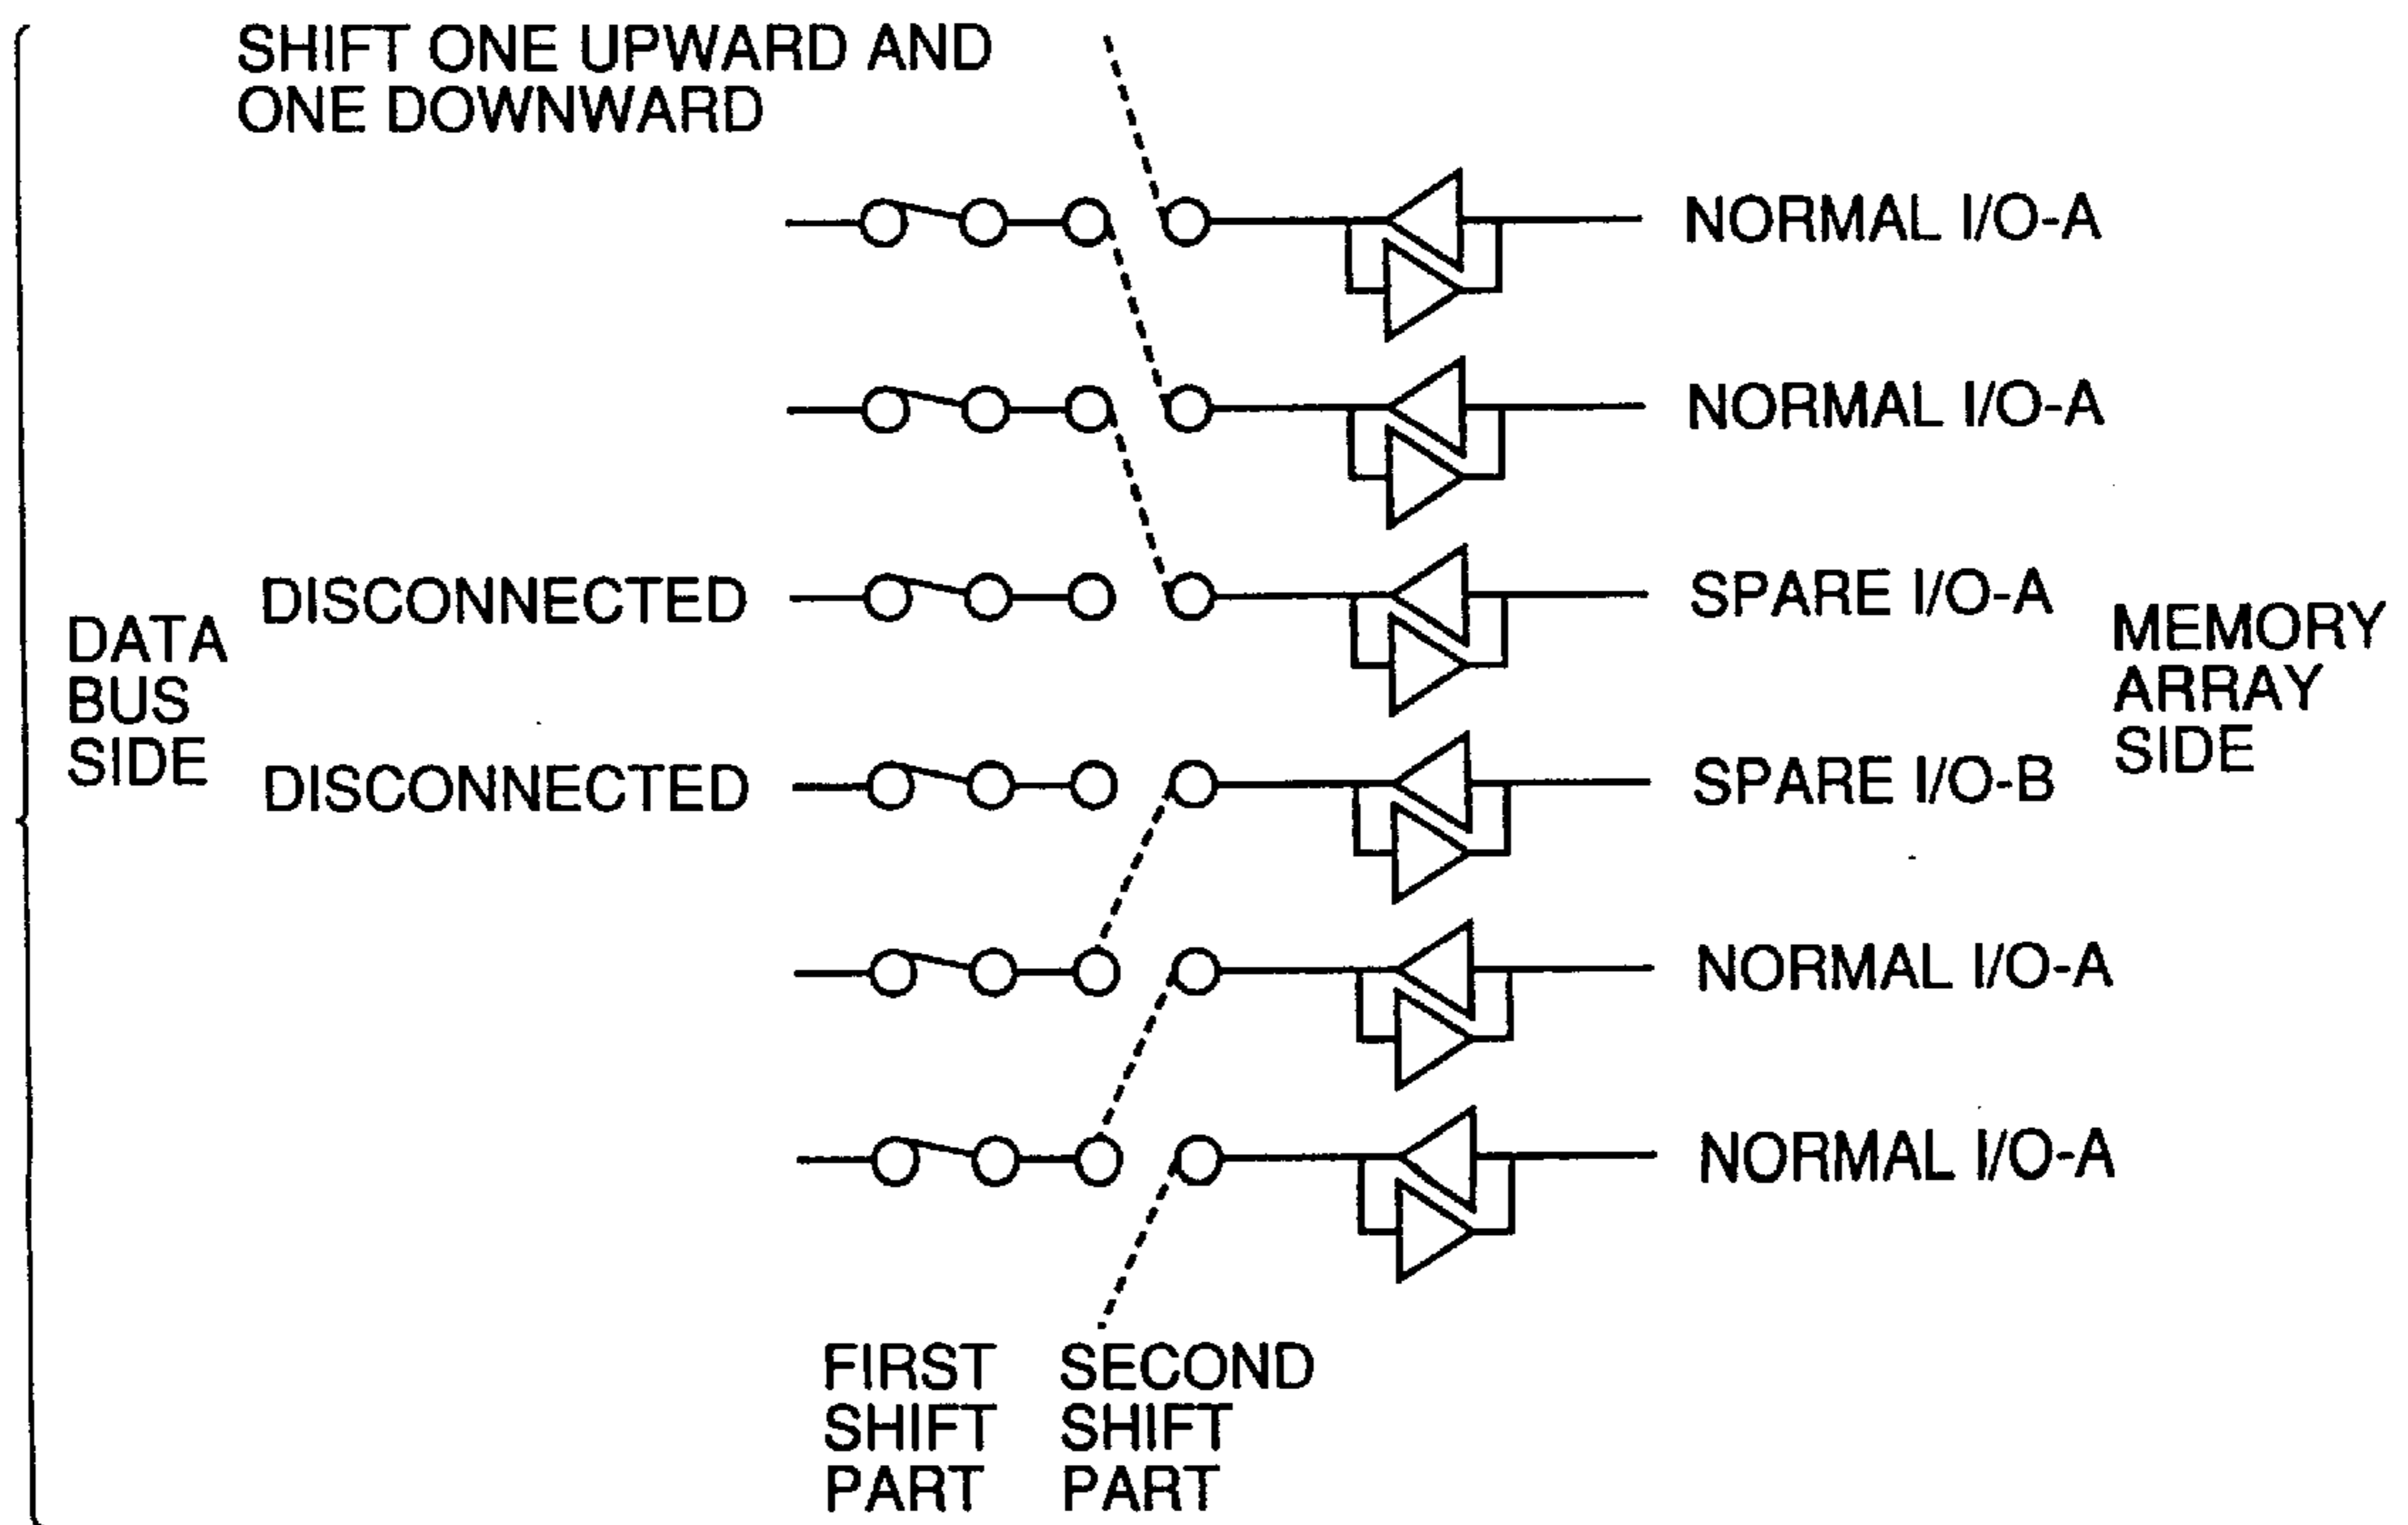 SHIFT ONE UPWARD AND
ONE DOWNWARD
NORMAL I/O-A
NORMAL I/O-A
DISCONNECTED
SPARE I/O-A
DATA
BUS
SIDE
MEMORY
ARRAY
SIDE
DISCONNECTED
SPARE I/O-B
NORMAL I/O-A
NORMAL I/O-A
FIRST
SHIFT
PART
SECOND
SHIFT
PART